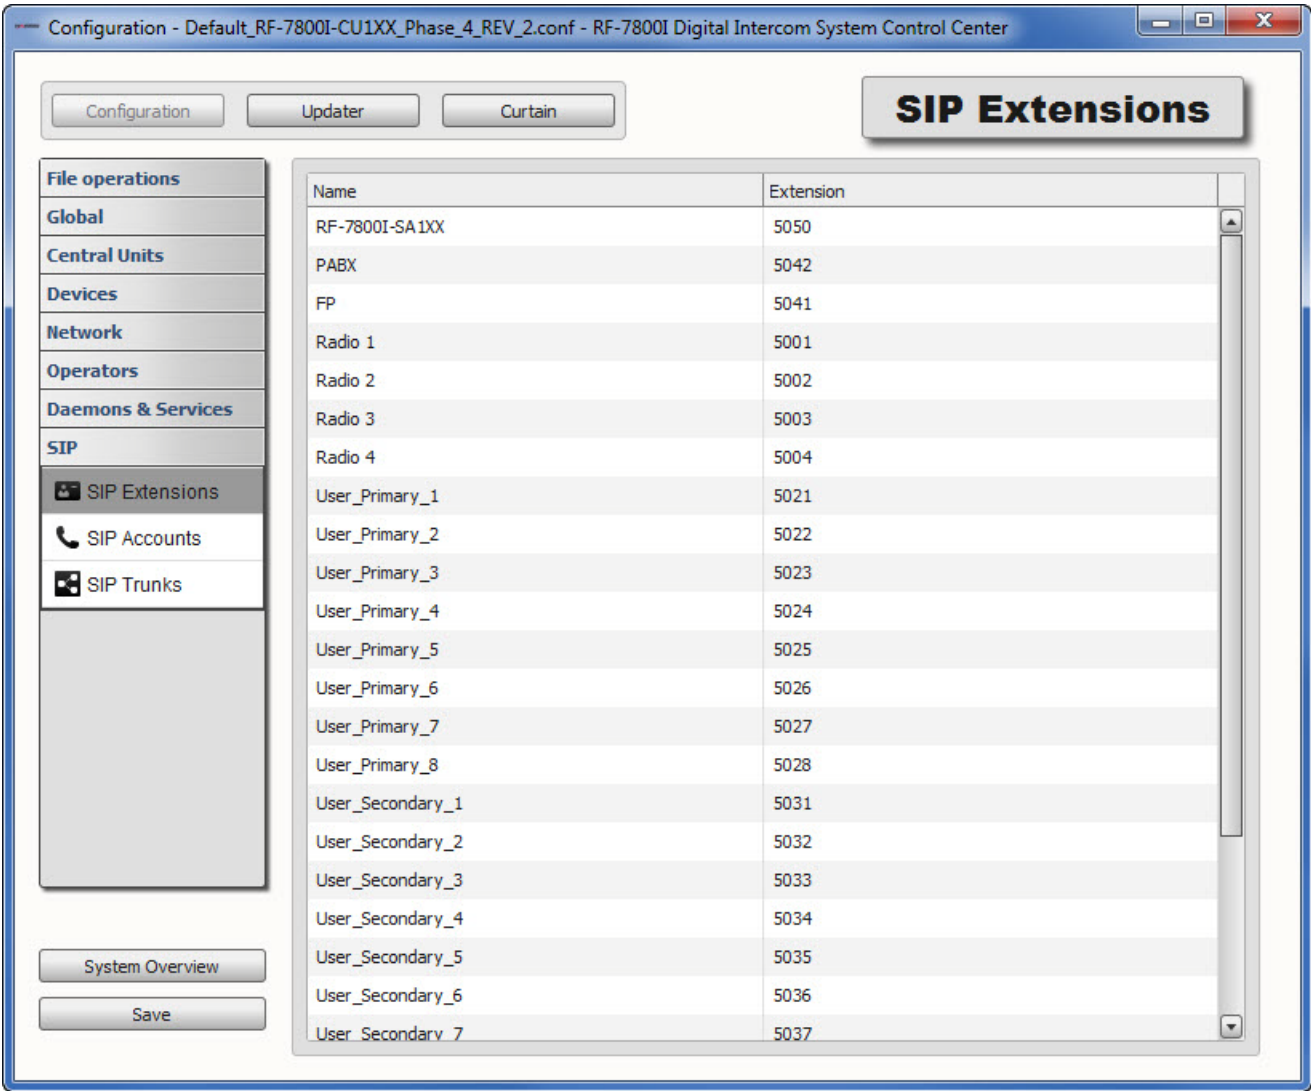 Configuration - Default_RF-7800I-CU1XX_Phase_4_REV_2.conf - RF-7800I Digital Intercom System Control Center
Configuration Updater Curtain
SIP Extensions
File operations
Global
Central Units
Devices
Network
Operators
Daemons & Services
SIP
SIP Extensions
SIP Accounts
SIP Trunks
System Overview
Save
Name Extension
RF-7800I-SA1XX 5050
PABX 5042
FP 5041
Radio 1 5001
Radio 2 5002
Radio 3 5003
Radio 4 5004
User_Primary_1 5021
User_Primary_2 5022
User_Primary_3 5023
User_Primary_4 5024
User_Primary_5 5025
User_Primary_6 5026
User_Primary_7 5027
User_Primary_8 5028
User_Secondary_1 5031
User_Secondary_2 5032
User_Secondary_3 5033
User_Secondary_4 5034
User_Secondary_5 5035
User_Secondary_6 5036
User_Secondary_7 5037